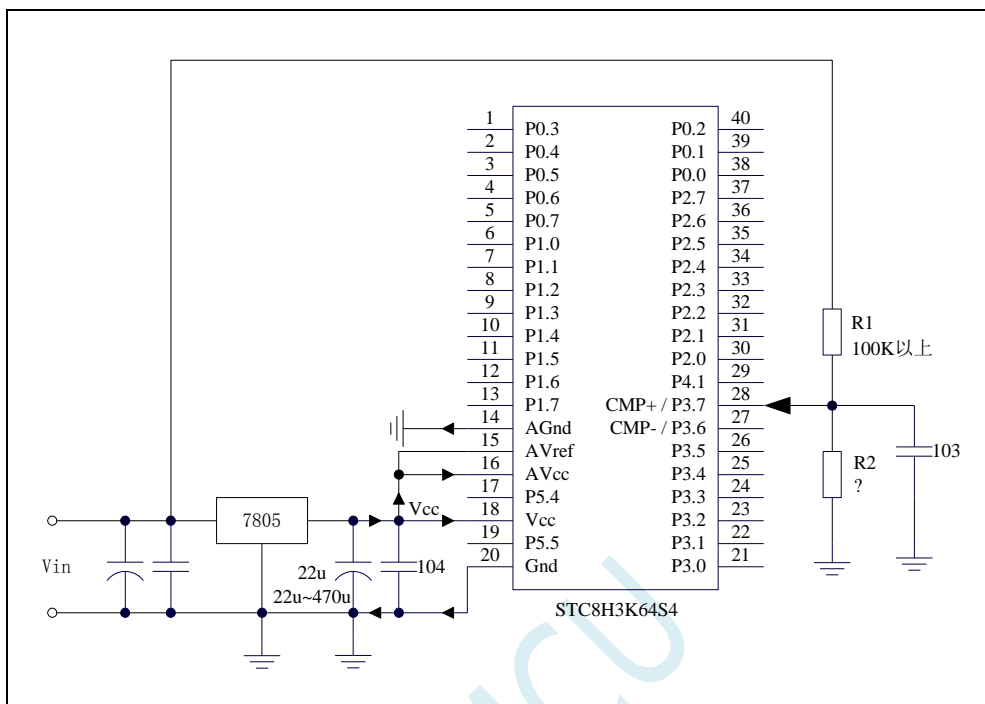 1 P0.3 P0.2 40
2 P0.4 P0.1 39
3 P0.5 P0.0 38
4 P0.6 P2.7 37
5 P0.7 P2.6 36
6 P1.0 P2.5 35
7 P1.1 P2.4 34
8 P1.2 P2.3 33
9 P1.3 P2.2 32
10 P1.4 P2.1 31
11 P1.5 P2.0 30
12 P1.6 P4.1 29
13 P1.7 CMP+ / P3.7 28
14 AGnd CMP- / P3.6 27
15 AVref P3.5 26
16 AVcc P3.4 25
17 P5.4 P3.3 24
18 Vcc P3.2 23
19 P5.5 P3.1 22
20 Gnd P3.0 21
STC8H3K64S4
R1
100K以上
R2
?
103
7805
Vcc
Vin
22u
22u~470u
104
MCU